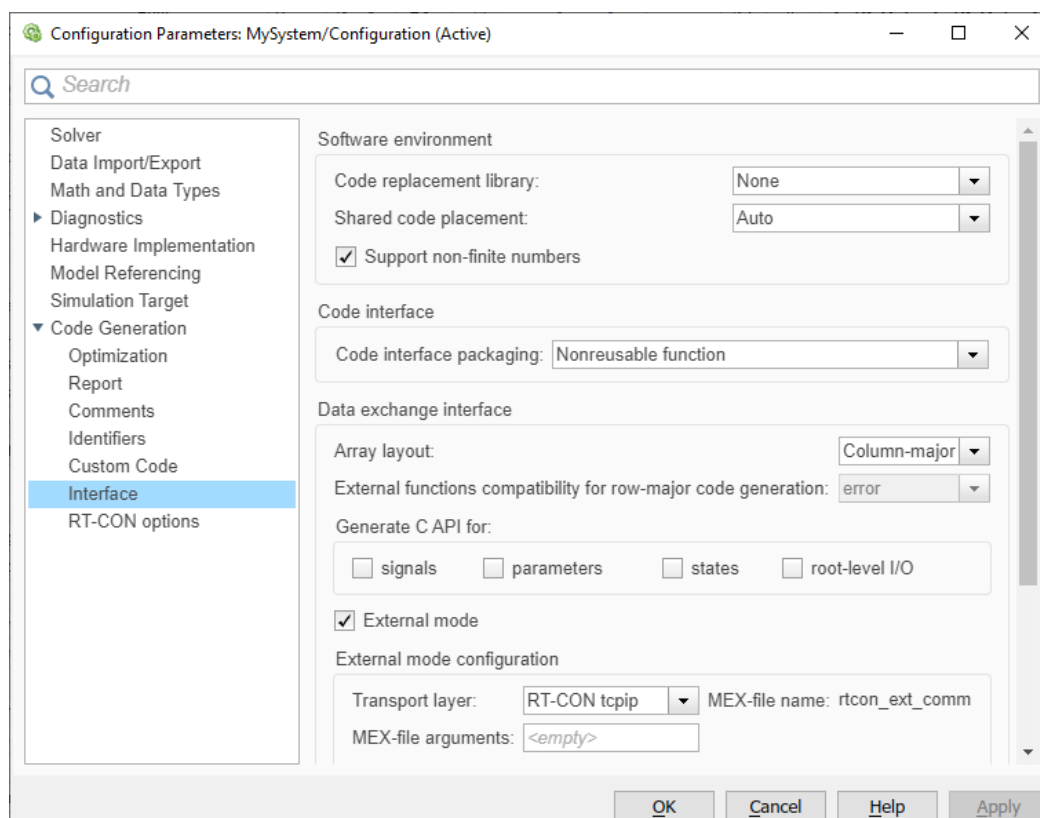 Configuration Parameters: MySystem/Configuration (Active)
Search
Solver
Data Import/Export
Math and Data Types
Diagnostics
Hardware Implementation
Model Referencing
Simulation Target
Code Generation
Optimization
Report
Comments
Identifiers
Custom Code
Interface
RT-CON options
Software environment
Code replacement library: None
Shared code placement: Auto
Support non-finite numbers
Code interface
Code interface packaging: Nonreusable function
Data exchange interface
Array layout: Column-major
External functions compatibility for row-major code generation: error
Generate C API for:
signals parameters states root-level I/O
External mode
External mode configuration
Transport layer: RT-CON tcpip MEX-file name: rtcon_ext_comm
MEX-file arguments: <empty>
OK Cancel Help Apply